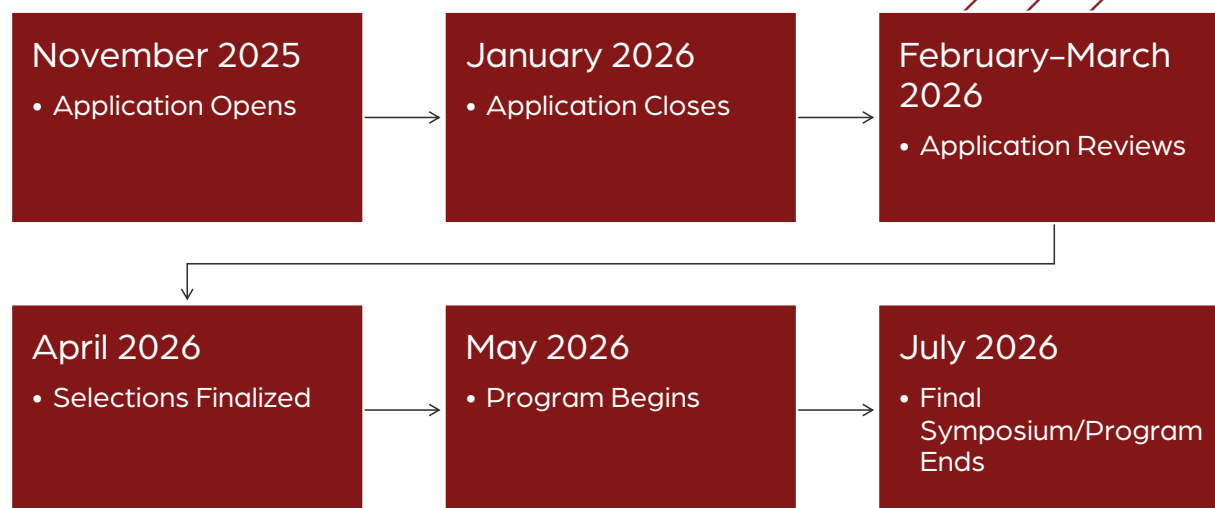 November 2025
• Application Opens
January 2026
• Application Closes
February-March
2026
• Application Reviews
April 2026
• Selections Finalized
May 2026
• Program Begins
July 2026
• Final
Symposium/Program
Ends